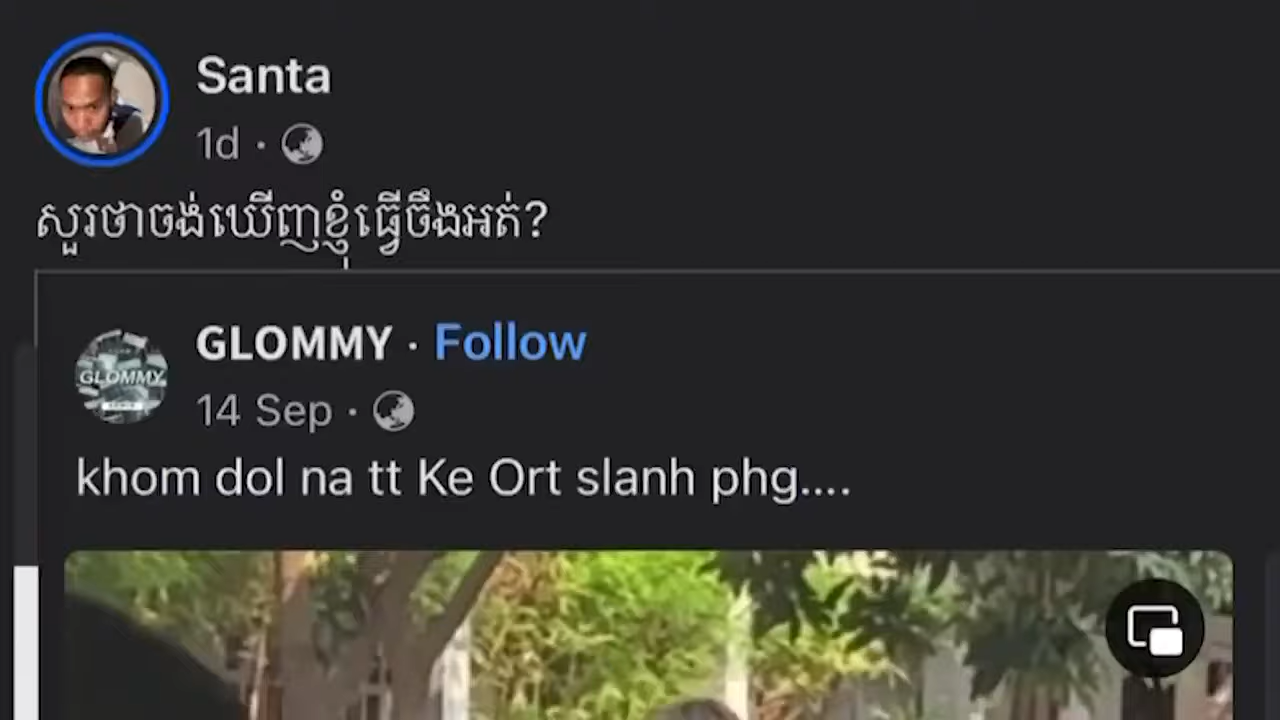 Santa
1d ·
សួរថាចង់ឃើញខ្ញុំធ្វើចឹងអត់?
GLOMMY · Follow
GLOMMY
14 Sep ·
khom dol na tt Ke Ort slanh phg....